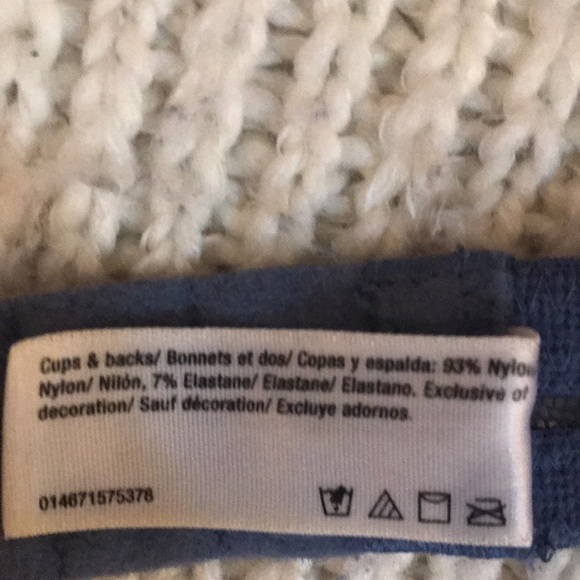 Cups & backs/ Bonnets et dos/ Copas y espalda: 93% Nylon/
Nylon/ Nilón, 7% Elastane/ Elastane/ Elastano. Exclusive of
decoration/ Sauf décoration/ Excluye adornos.
014671575378